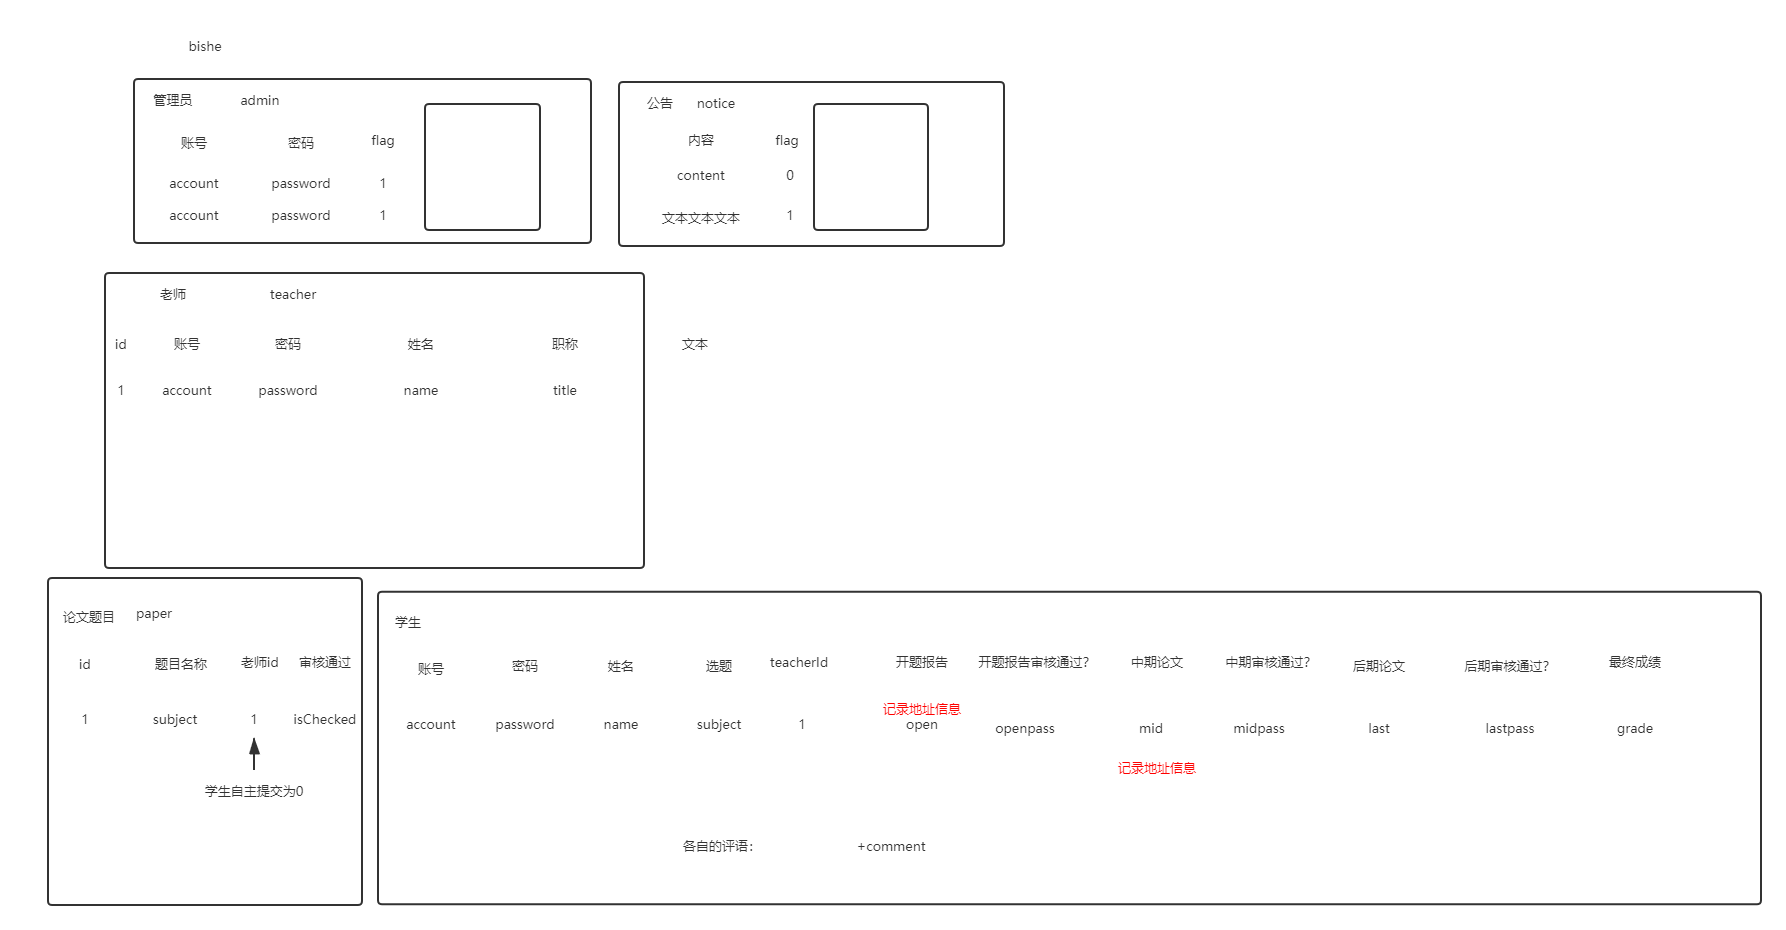 bishe
管理员 admin
账号 密码 flag
account password 1
account password 1
公告 notice
内容 flag
content 0
文本文本文本 1
老师 teacher
id 账号 密码 姓名 职称
1 account password name title
文本
论文题目 paper
id 题目名称 老师id 审核通过
1 subject 1 isChecked
学生自主提交为0
学生
账号 密码 姓名 选题 teacherId 开题报告 开题报告审核通过? 中期论文 中期审核通过? 后期论文 后期审核通过? 最终成绩
记录地址信息
account password name subject 1 open openpass mid midpass last lastpass grade
记录地址信息
各自的评语: +comment